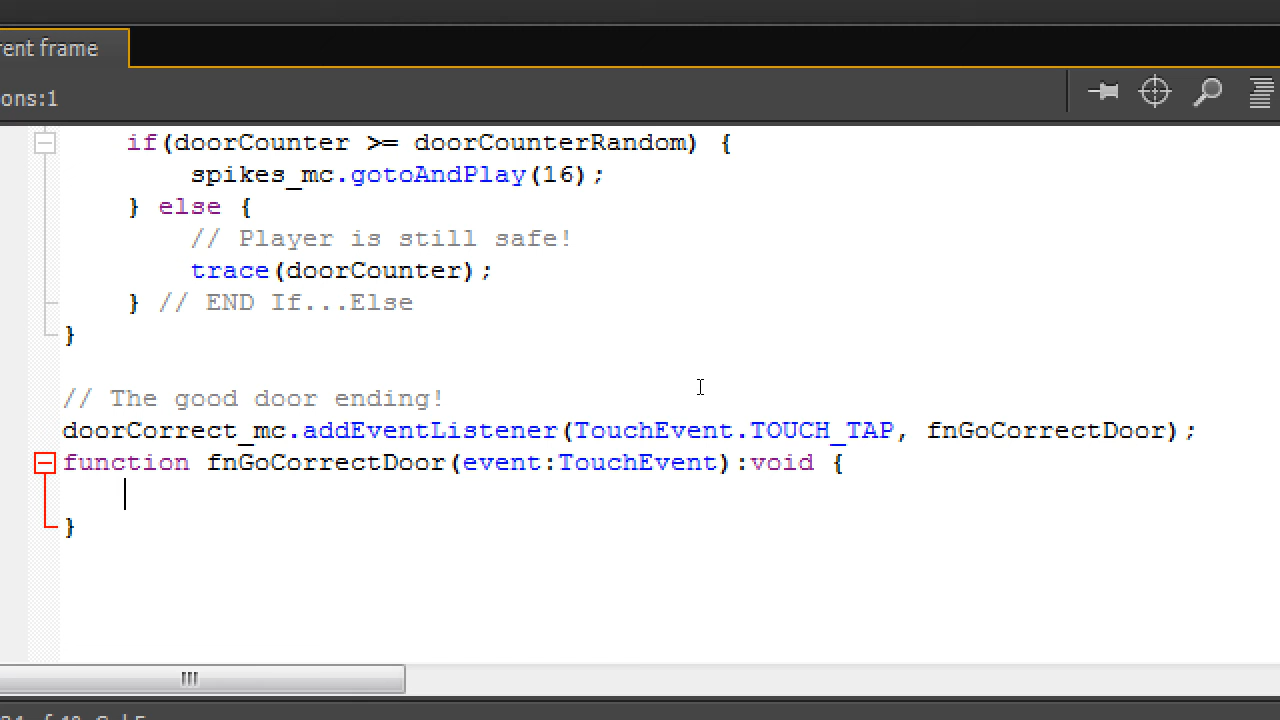 rent frame
ons:1
if(doorCounter >= doorCounterRandom) {
spikes_mc.gotoAndPlay(16);
} else {
// Player is still safe!
trace(doorCounter);
} // END If...Else
}
// The good door ending!
doorCorrect_mc.addEventListener(TouchEvent.TOUCH_TAP, fnGoCorrectDoor);
function fnGoCorrectDoor(event:TouchEvent):void {
}